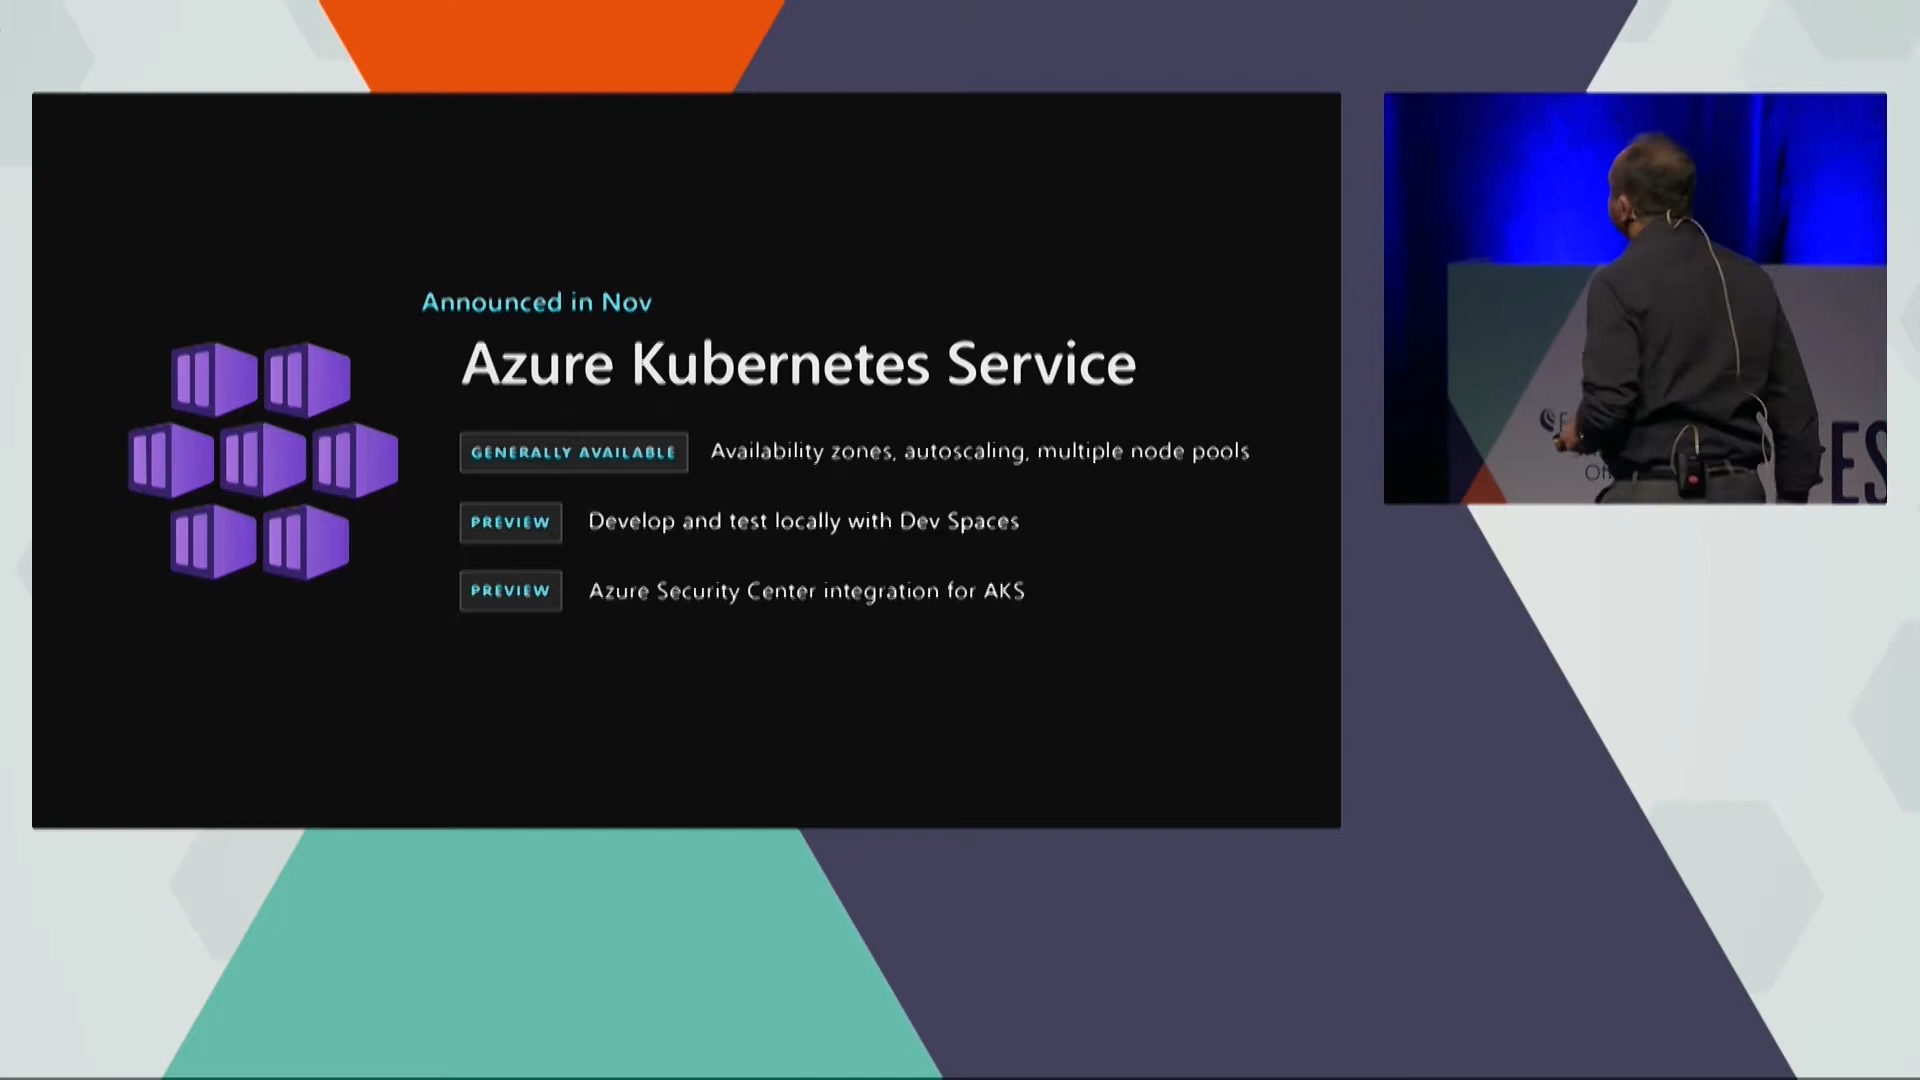 Announced in Nov
Azure Kubernetes Service
GENERALLY AVAILABLE Availability zones, autoscaling, multiple node pools
PREVIEW Develop and test locally with Dev Spaces
PREVIEW Azure Security Center integration for AKS
ES